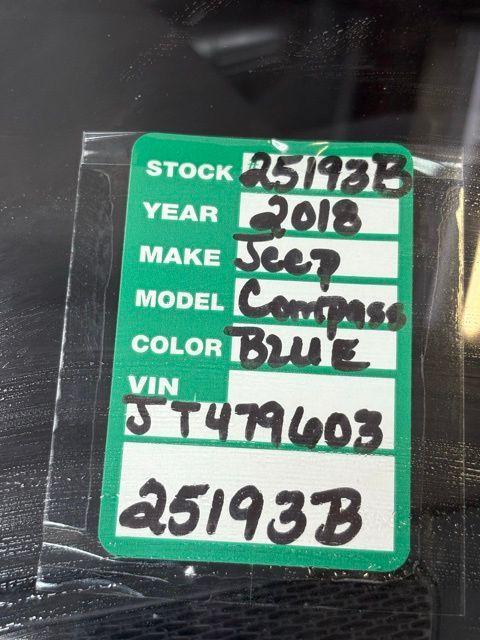 STOCK # 25193B
YEAR 2018
MAKE Jeep
MODEL Compass
COLOR BLUE
VIN
JT479603
25193B